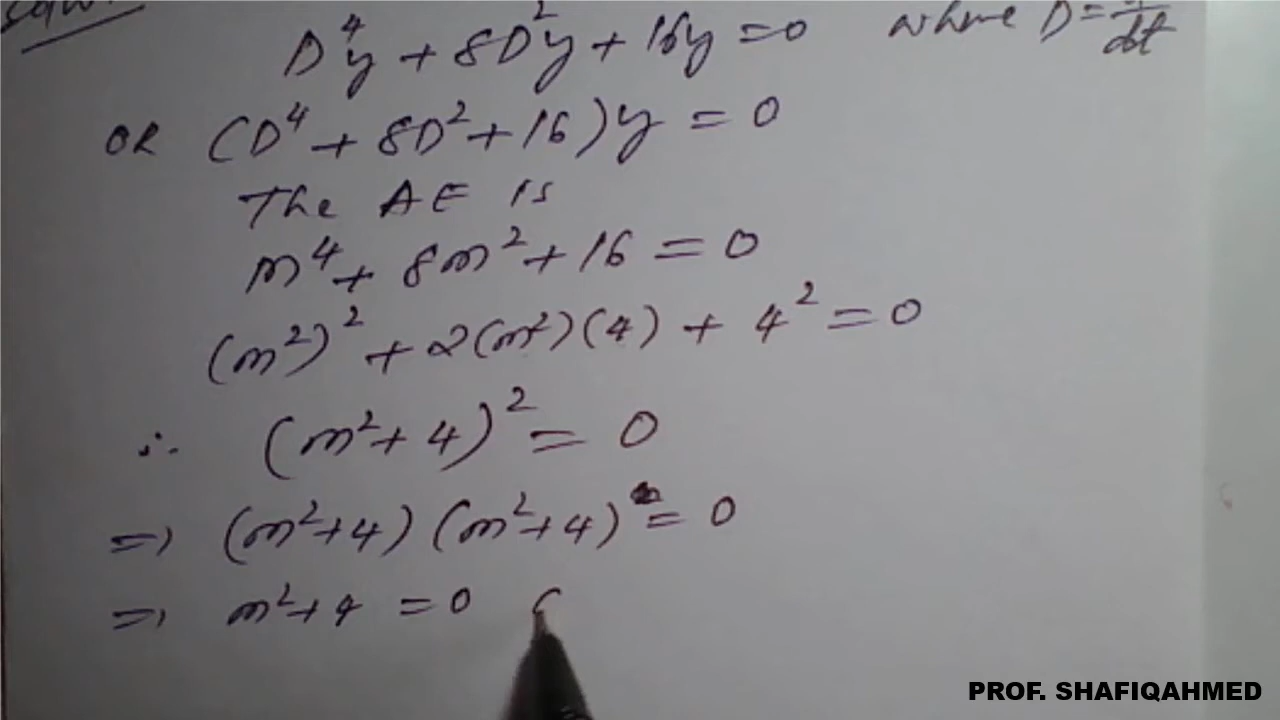 D⁴y + 8D²y + 16y = 0 where D = d/dt
OR (D⁴ + 8D² + 16)y = 0
The AE is
m⁴ + 8m² + 16 = 0
(m²)² + 2(m²)(4) + 4² = 0
∴ (m² + 4)² = 0
⇒ (m² + 4) (m² + 4) = 0
⇒ m² + 4 = 0
PROF. SHAFIQAHMED